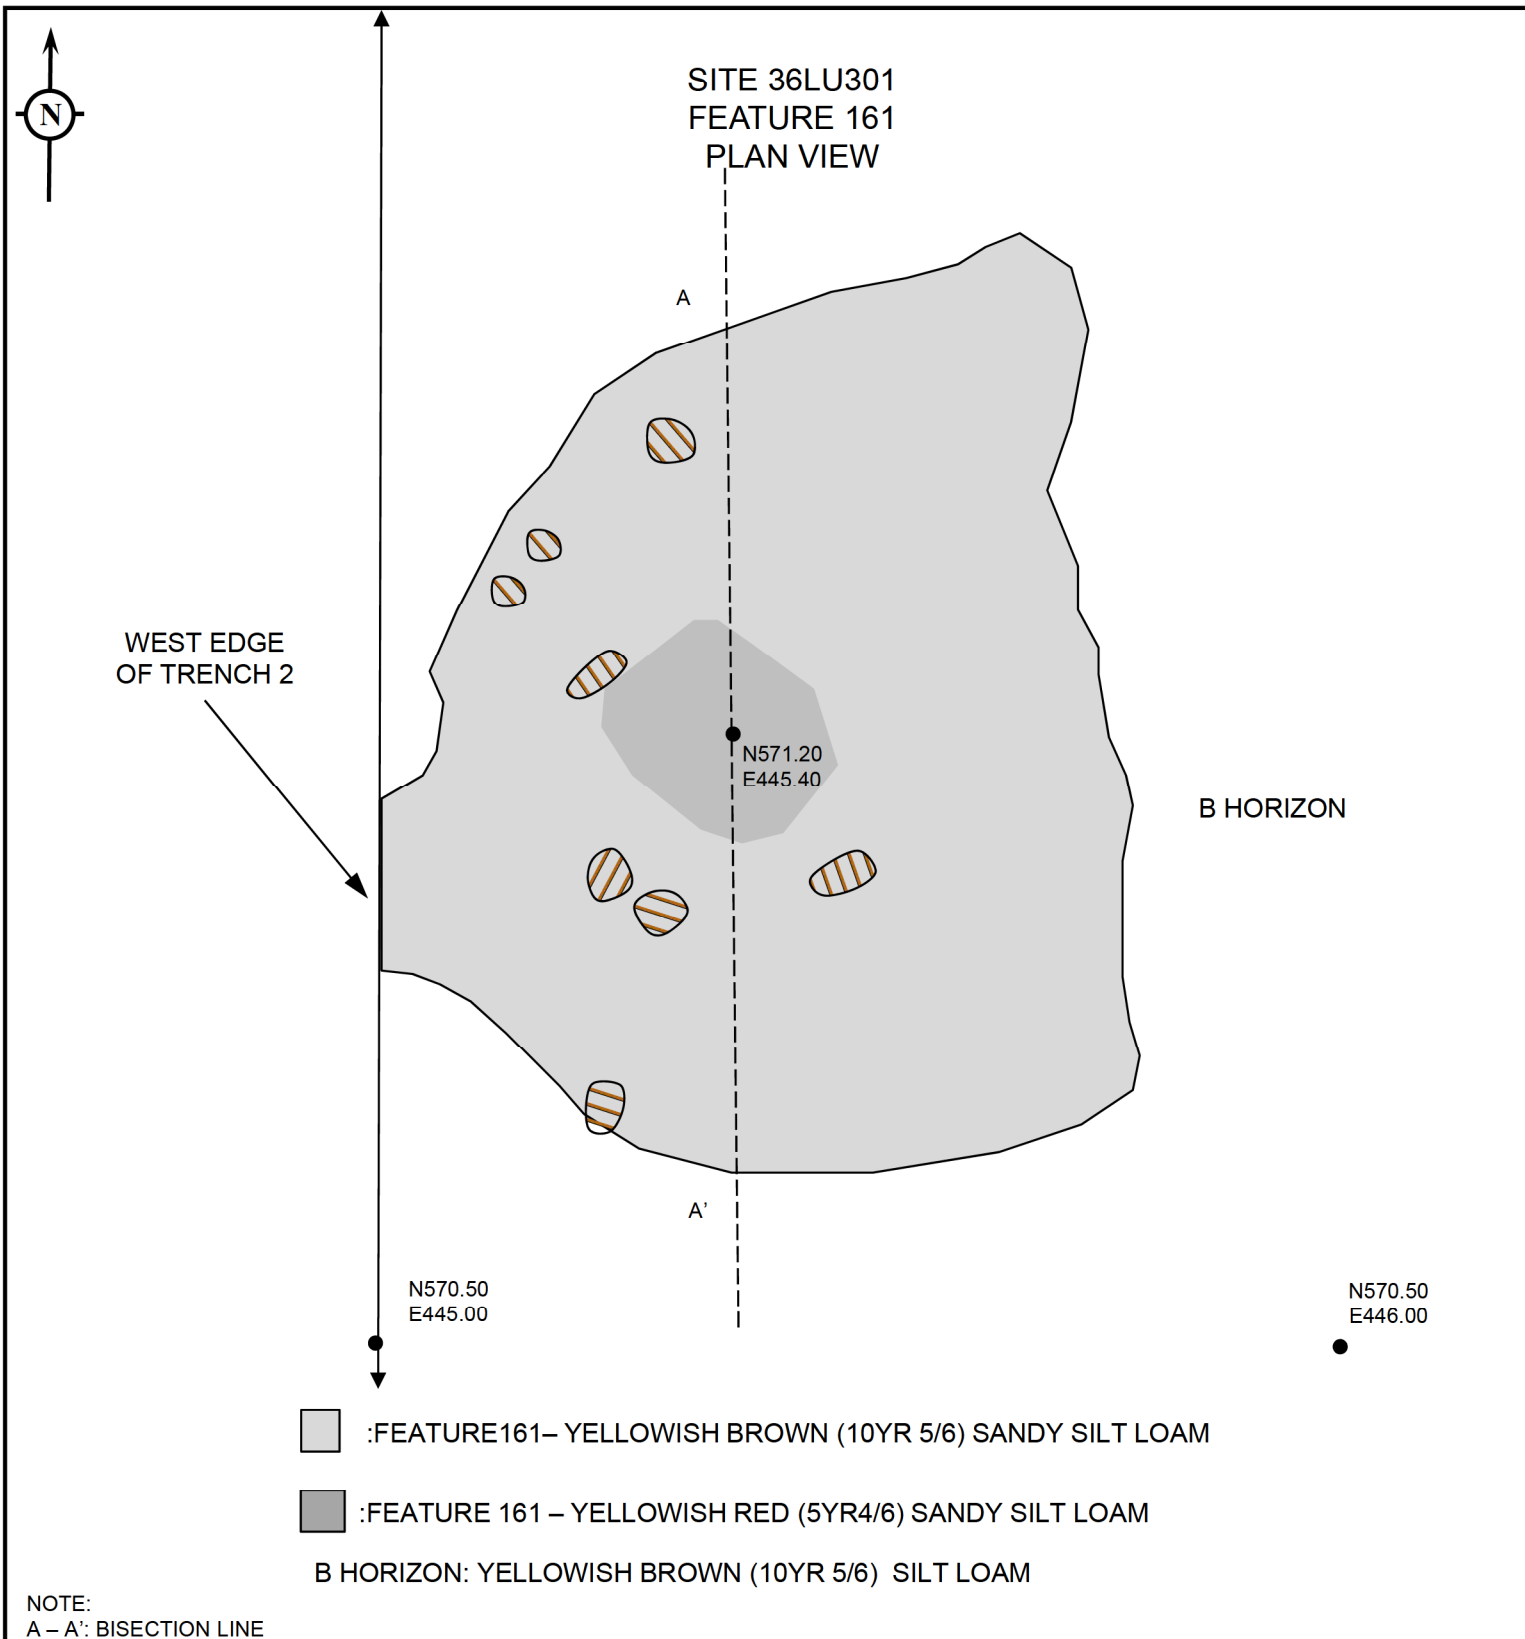 N
SITE 36LU301
FEATURE 161
PLAN VIEW
A
WEST EDGE
OF TRENCH 2
N571.20
E445.40
B HORIZON
A’
N570.50
E445.00
N570.50
E446.00
:FEATURE161– YELLOWISH BROWN (10YR 5/6) SANDY SILT LOAM
:FEATURE 161 – YELLOWISH RED (5YR4/6) SANDY SILT LOAM
B HORIZON: YELLOWISH BROWN (10YR 5/6) SILT LOAM
NOTE:
A – A’: BISECTION LINE